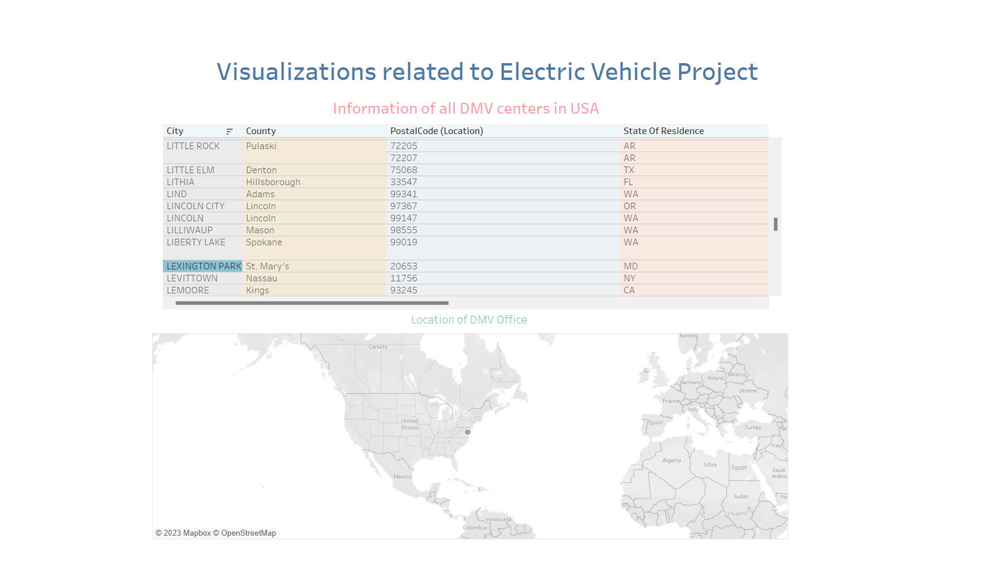 Visualizations related to Electric Vehicle Project
Information of all DMV centers in USA
City County PostalCode (Location) State Of Residence
LITTLE ROCK Pulaski 72205 AR
72207 AR
LITTLE ELM Denton 75068 TX
LITHIA Hillsborough 33547 FL
LIND Adams 99341 WA
LINCOLN CITY Lincoln 97367 OR
LINCOLN Lincoln 99147 WA
LILLIWAUP Mason 98555 WA
LIBERTY LAKE Spokane 99019 WA
LEXINGTON PARK St. Mary's 20653 MD
LEVITTOWN Nassau 11756 NY
LEMOORE Kings 93245 CA
Location of DMV Office
Norway
Canada
Belarus
Poland
Germany
Ukraine
France
Italy
United
States
Spain
Turkey
Iraq
Algeria
Libya
Egypt
Saudi
Arabia
Mexico
Sudan
Yer
Venezuela
Colombia
© 2023 Mapbox © OpenStreetMap